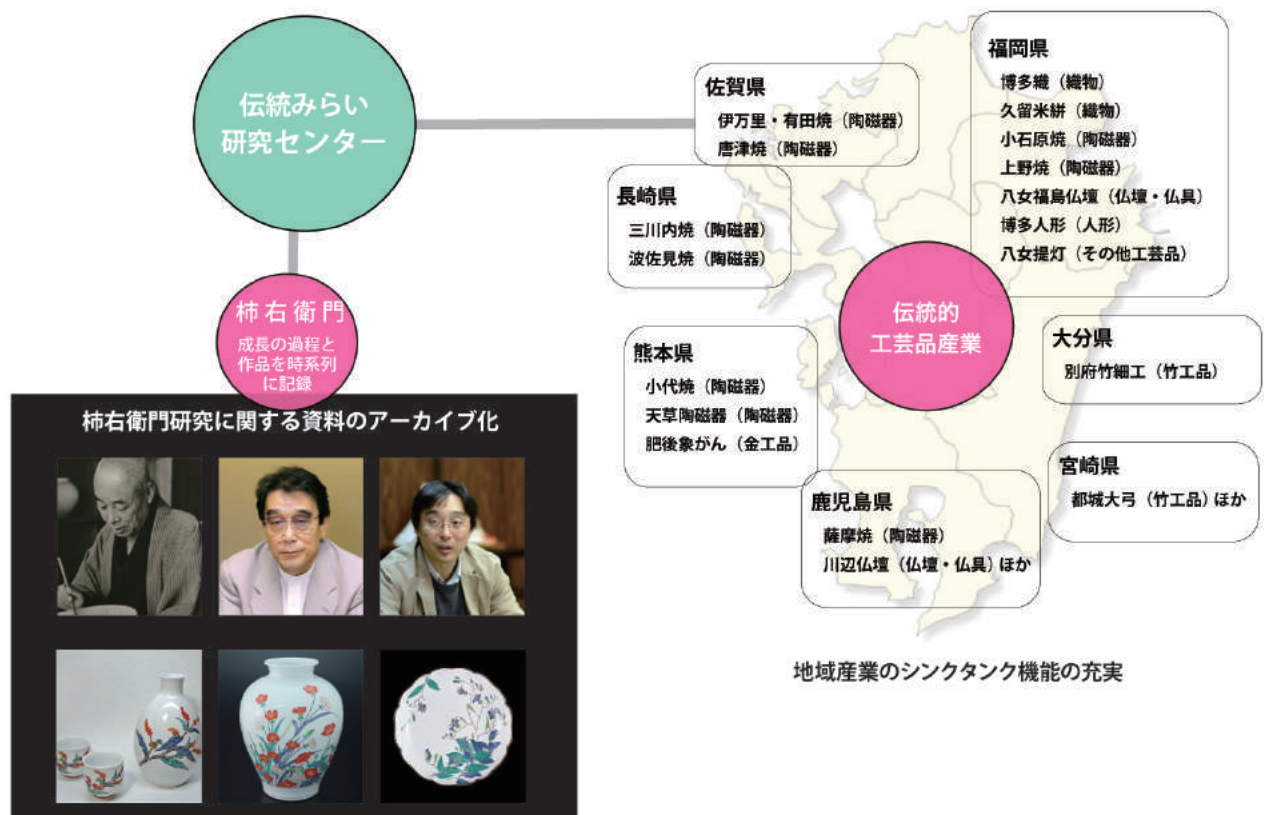 伝統みらい
研究センター
柿右衛門
成長の過程と
作品を時系列
に記録
柿右衛門研究に関する資料のアーカイブ化
佐賀県
伊万里・有田焼（陶磁器）
唐津焼（陶磁器）
長崎県
三川内焼（陶磁器）
波佐見焼（陶磁器）
福岡県
博多織（織物）
久留米絣（織物）
小石原焼（陶磁器）
上野焼（陶磁器）
八女福島仏壇（仏壇・仏具）
博多人形（人形）
八女提灯（その他工芸品）
伝統的
工芸品産業
熊本県
小代焼（陶磁器）
天草陶磁器（陶磁器）
肥後象がん（金工品）
大分県
別府竹細工（竹工品）
宮崎県
都城大弓（竹工品）ほか
鹿児島県
薩摩焼（陶磁器）
川辺仏壇（仏壇・仏具）ほか
地域産業のシンクタンク機能の充実